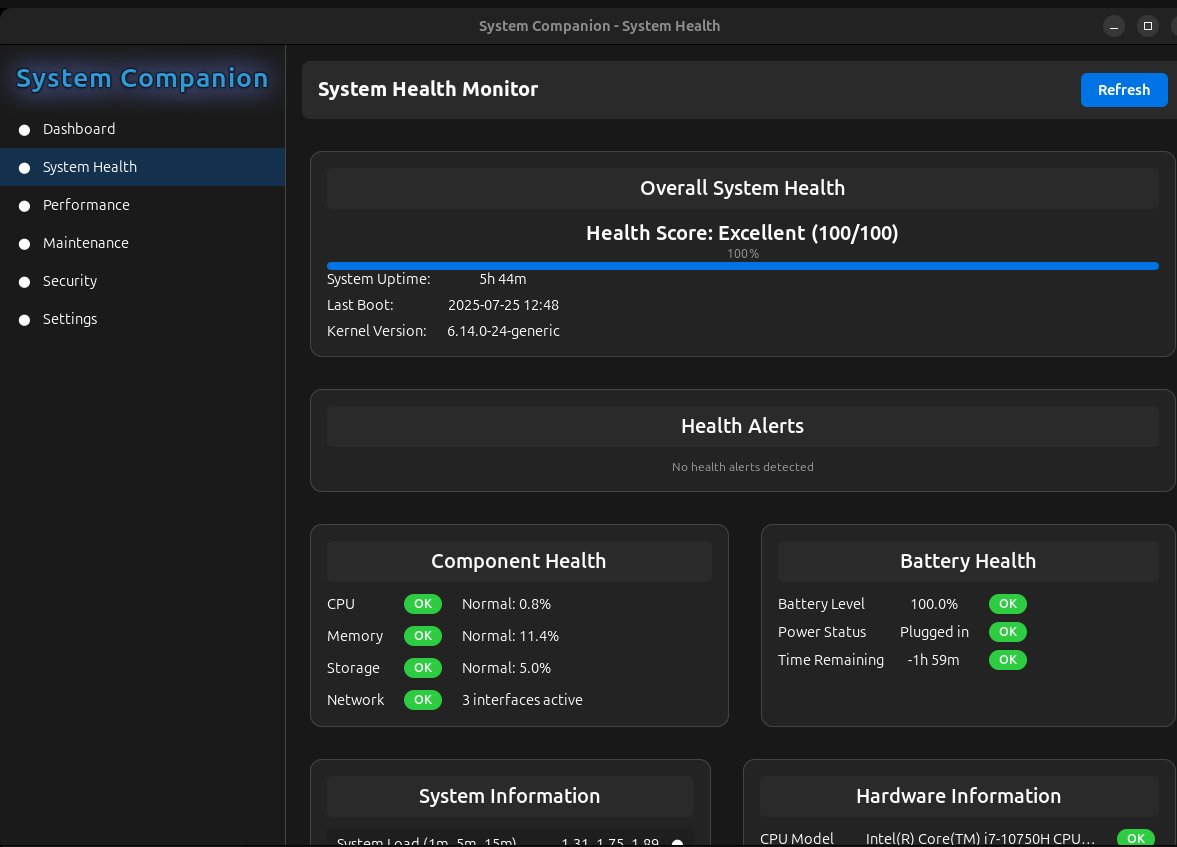 System Companion - System Health
System Companion
Dashboard
System Health
Performance
Maintenance
Security
Settings
System Health Monitor
Refresh
Overall System Health
Health Score: Excellent (100/100)
100%
System Uptime: 5h 44m
Last Boot: 2025-07-25 12:48
Kernel Version: 6.14.0-24-generic
Health Alerts
No health alerts detected
Component Health
CPU OK Normal: 0.8%
Memory OK Normal: 11.4%
Storage OK Normal: 5.0%
Network OK 3 interfaces active
Battery Health
Battery Level 100.0% OK
Power Status Plugged in OK
Time Remaining -1h 59m OK
System Information
System Load (1m, 5m, 15m) 1.31, 1.75, 1.89
Hardware Information
CPU Model Intel(R) Core(TM) i7-10750H CPU... OK